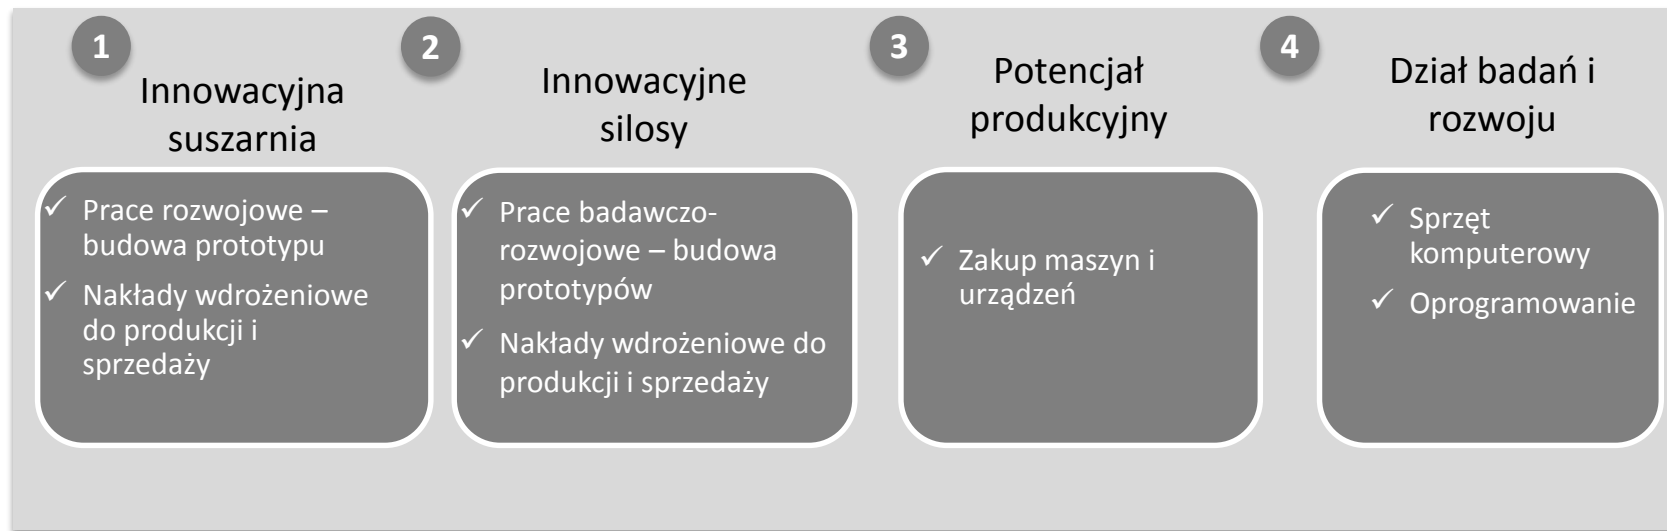 1
Innowacyjna
suszarnia
✓ Prace rozwojowe –
budowa prototypu
✓ Nakłady wdrożeniowe
do produkcji i
sprzedaży
2
Innowacyjne
silosy
✓ Prace badawczo-
rozwojowe – budowa
prototypów
✓ Nakłady wdrożeniowe do
produkcji i sprzedaży
3
Potencjał
produkcyjny
✓ Zakup maszyn i
urządzeń
4
Dział badań i
rozwoju
✓ Sprzęt
komputerowy
✓ Oprogramowanie